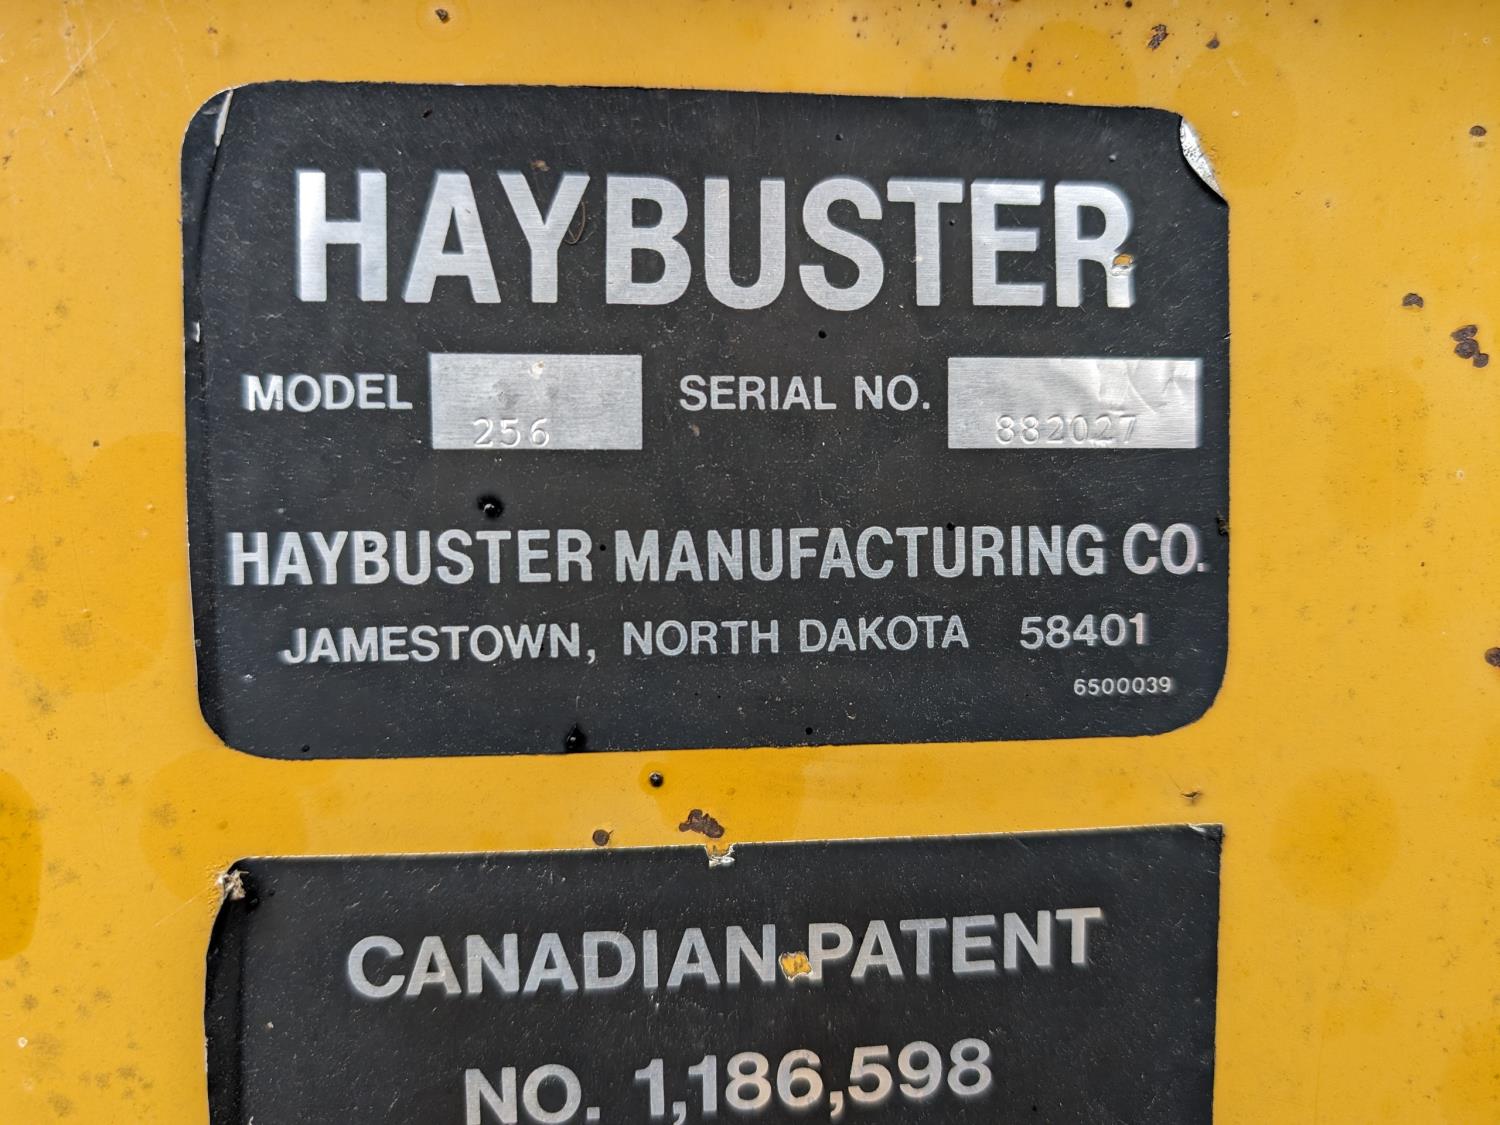 HAYBUSTER
MODEL 256 SERIAL NO. 882027
HAYBUSTER MANUFACTURING CO.
JAMESTOWN, NORTH DAKOTA 58401
6500039
CANADIAN PATENT
NO. 1,186,598